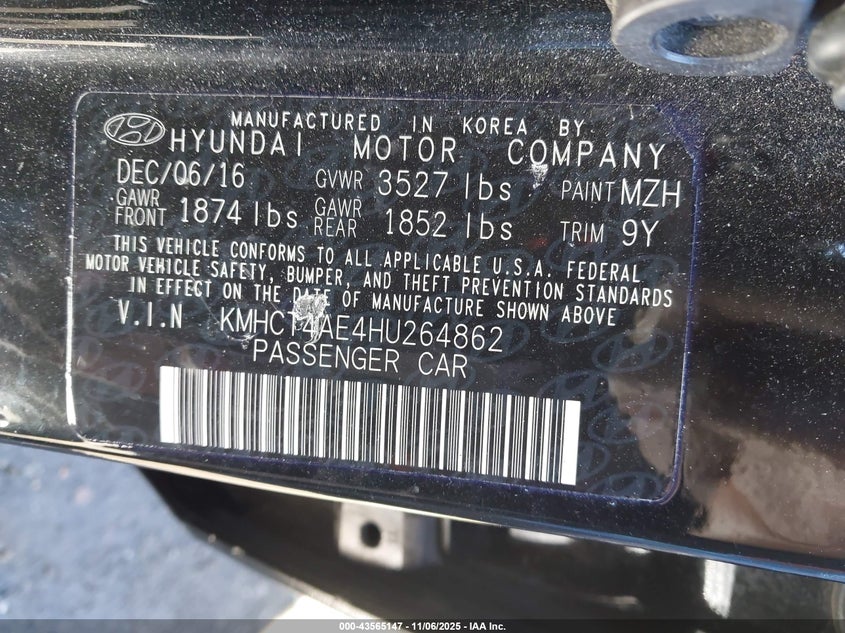 MANUFACTURED IN KOREA BY
HYUNDAI MOTOR COMPANY
DEC/06/16 GVWR 3527 lbs PAINT MZH
GAWR FRONT 1874 lbs GAWR REAR 1852 lbs TRIM 9Y
THIS VEHICLE CONFORMS TO ALL APPLICABLE U.S.A. FEDERAL
MOTOR VEHICLE SAFETY, BUMPER, AND THEFT PREVENTION STANDARDS
IN EFFECT ON THE DATE OF MANUFACTURE SHOWN ABOVE
V.I.N KMHCT4AE4HU264862
PASSENGER CAR
000-43565147 - 11/06/2025 - IAA Inc.